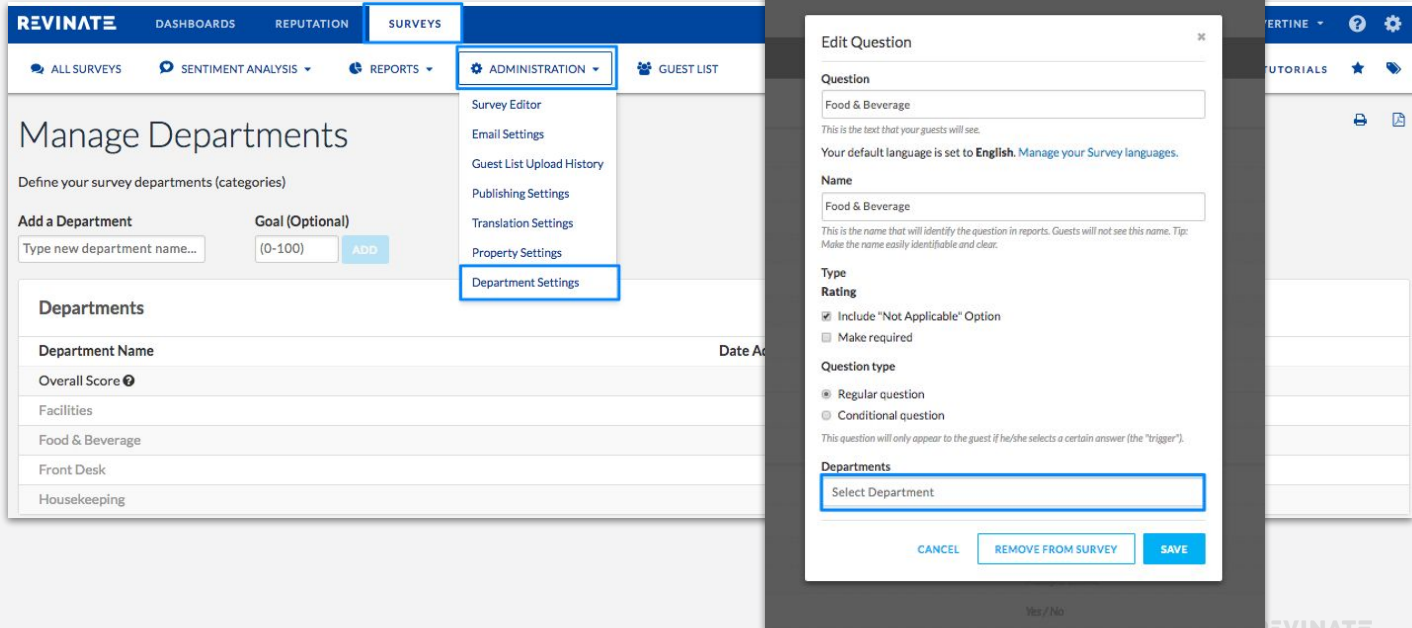 REVINATE
DASHBOARDS
REPUTATION
SURVEYS
ERTINE
ALL SURVEYS
SENTIMENT ANALYSIS
REPORTS
ADMINISTRATION
GUEST LIST
TUTORIALS
Survey Editor
Email Settings
Guest List Upload History
Publishing Settings
Translation Settings
Property Settings
Department Settings
Manage Departments
Define your survey departments (categories)
Add a Department
Goal (Optional)
Type new department name...
(0-100)
ADD
Departments
Department Name
Date Ad
Overall Score
Facilities
Food & Beverage
Front Desk
Housekeeping
Edit Question
Question
Food & Beverage
This is the text that your guests will see.
Your default language is set to English. Manage your Survey languages.
Name
Food & Beverage
This is the name that will identify the question in reports. Guests will not see this name. Tip:
Make the name easily identifiable and clear.
Type
Rating
Include "Not Applicable" Option
Make required
Question type
Regular question
Conditional question
This question will only appear to the guest if he/she selects a certain answer (the "trigger").
Departments
Select Department
CANCEL
REMOVE FROM SURVEY
SAVE
Yes / No
REVINATE